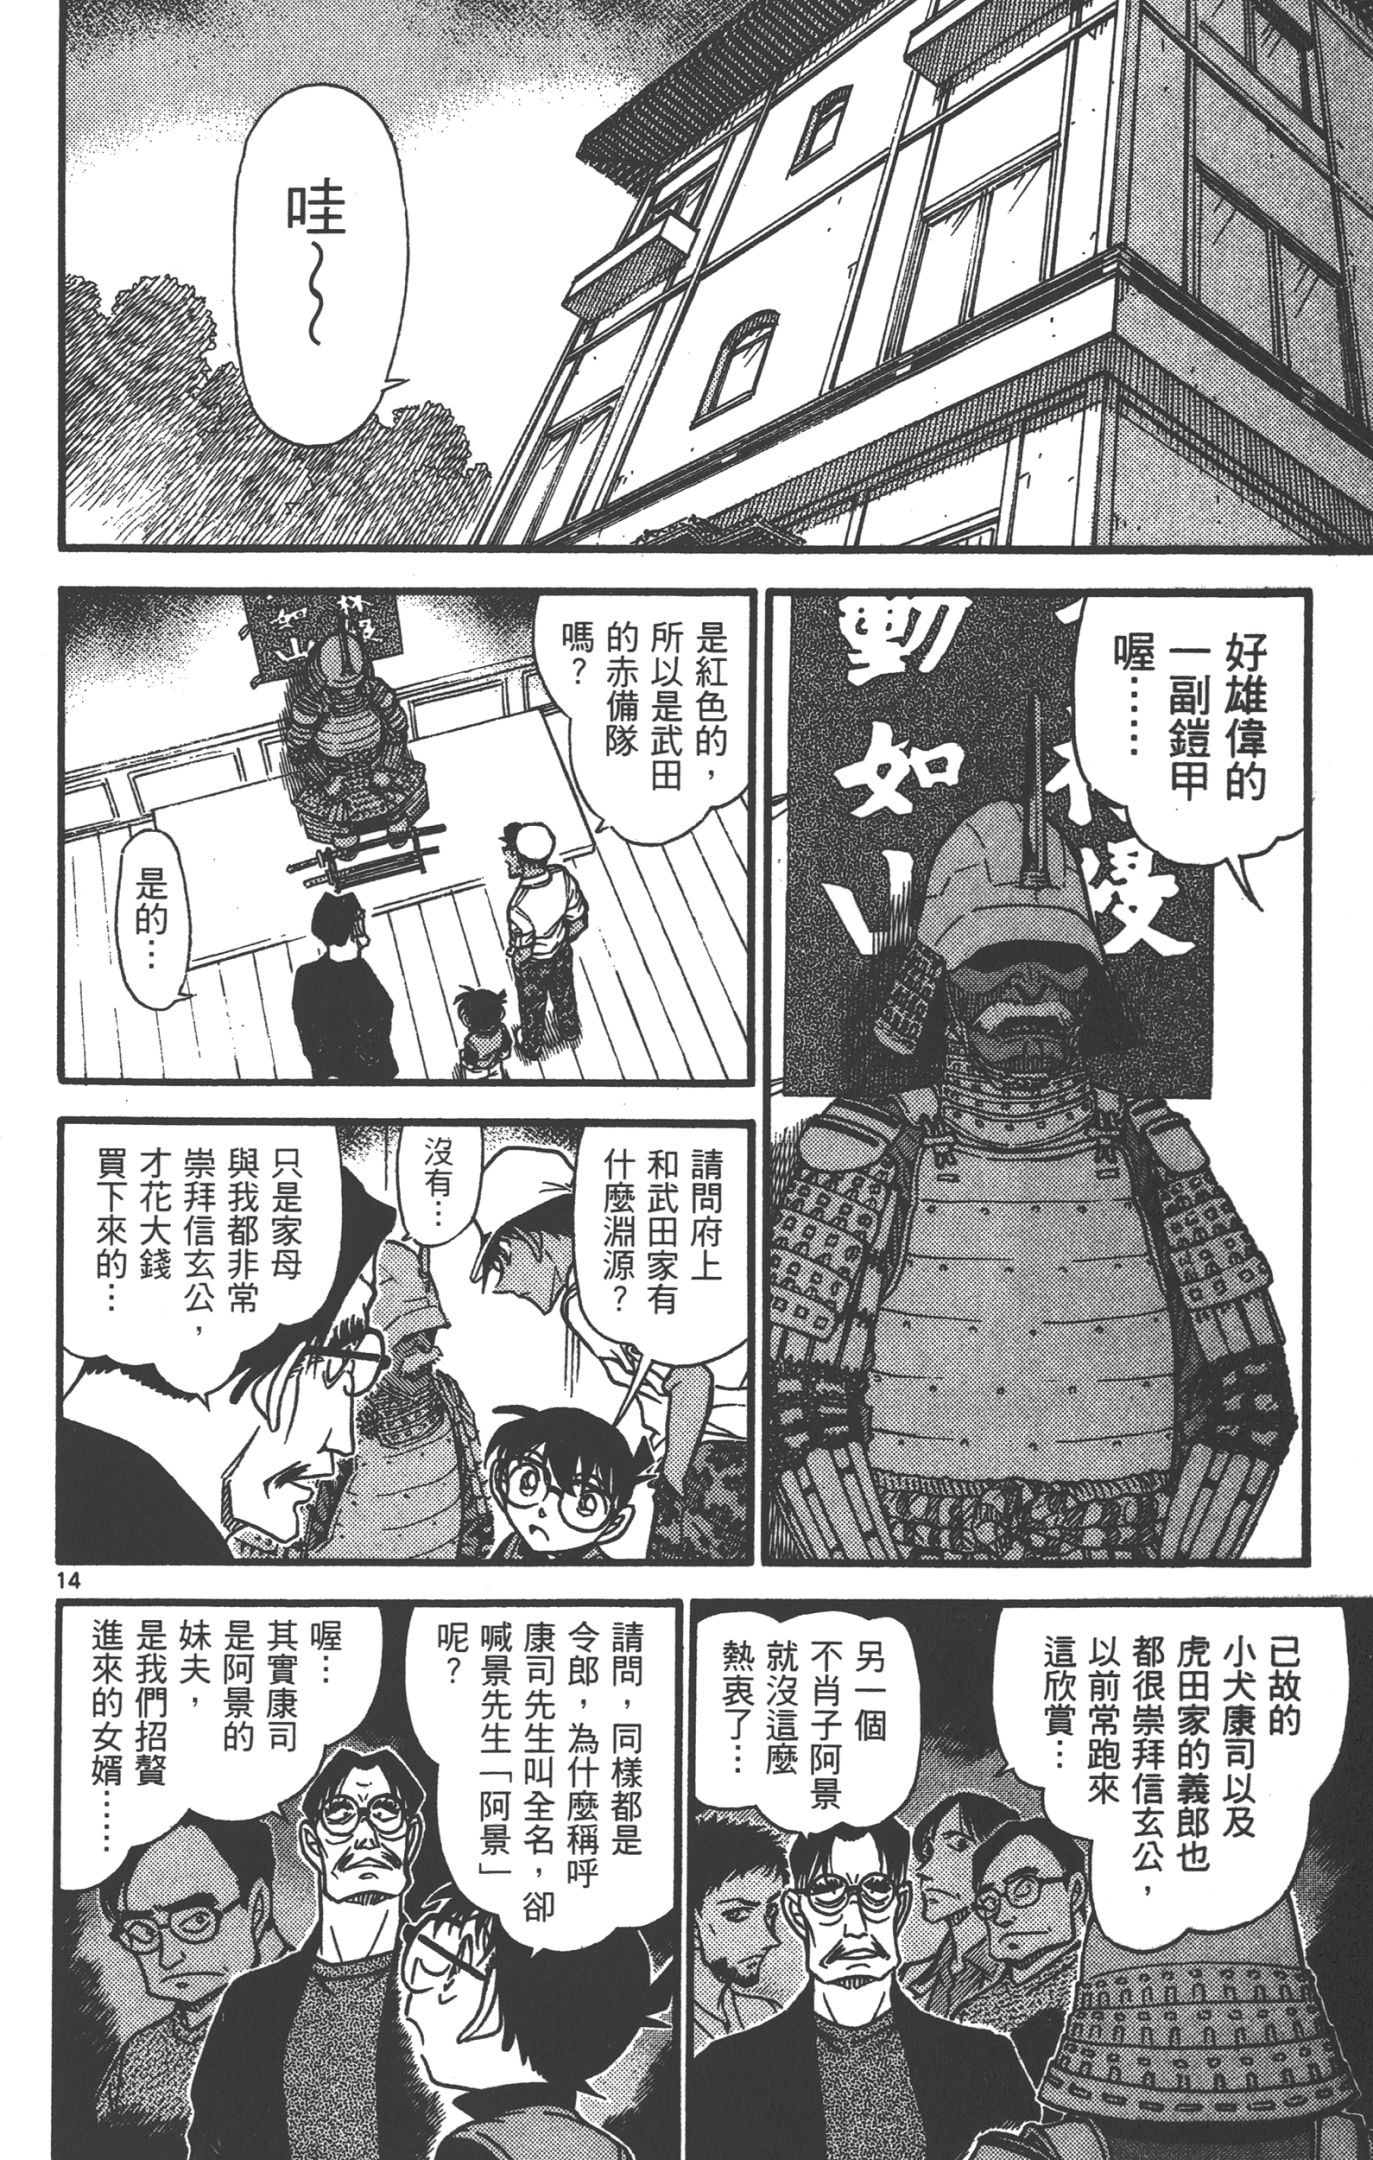 哇～
好雄偉的
一副鎧甲
喔……
動
如
山
是紅色的，
所以是武田
的赤備隊
嗎？
是的…
請問府上
和武田家有
什麼淵源？
沒有…
只是家母
與我都非常
崇拜信玄公，
才花大錢
買下來的…
14
已故的
小犬康司以及
虎田家的義郎也
都很崇拜信玄公，
以前常跑來
這欣賞…
另一個
不肖子阿景
就沒這麼
熱衷了…
請問，同樣都是
令郎，為什麼稱呼
康司先生叫全名，卻
喊景先生「阿景」
呢？
喔…
其實康司
是阿景的
妹夫，
是我們招贅
進來的女婿……